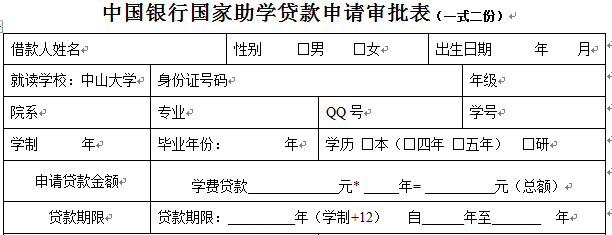 中国银行国家助学贷款申请审批表（一式二份）
借款人姓名 性别 □男 □女 出生日期 年 月
就读学校：中山大学 身份证号码 年级
院系 专业 QQ 号 学号
学制 年 毕业年份： 年 学历 □本（□四年 □五年） □研
申请贷款金额 学费贷款_____________元* _____年= __________元（总额）
贷款期限 贷款期限：__________年（学制+12） 自______年至_______ 年